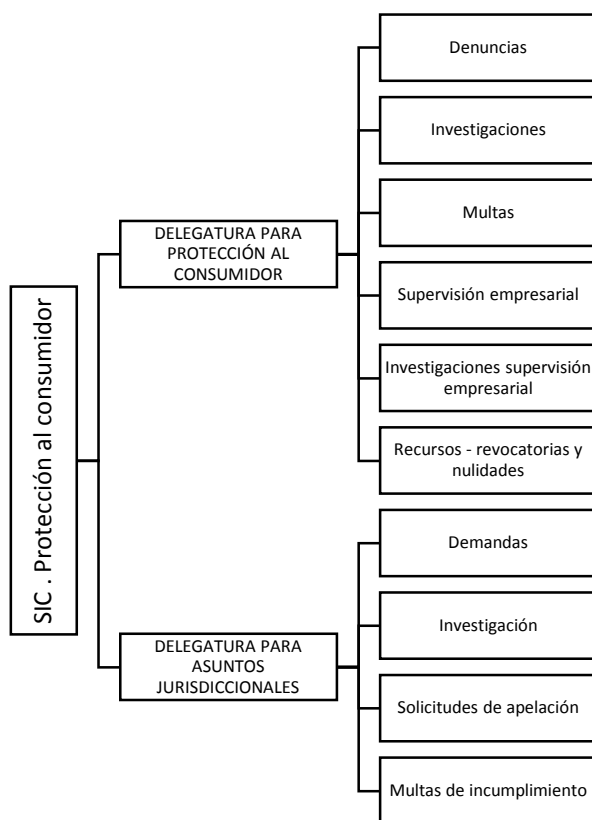 SIC . Protección al consumidor
DELEGATURA PARA
PROTECCIÓN AL
CONSUMIDOR
Denuncias
Investigaciones
Multas
Supervisión empresarial
Investigaciones supervisión
empresarial
Recursos - revocatorias y
nulidades
DELEGATURA PARA
ASUNTOS
JURISDICCIONALES
Demandas
Investigación
Solicitudes de apelación
Multas de incumplimiento